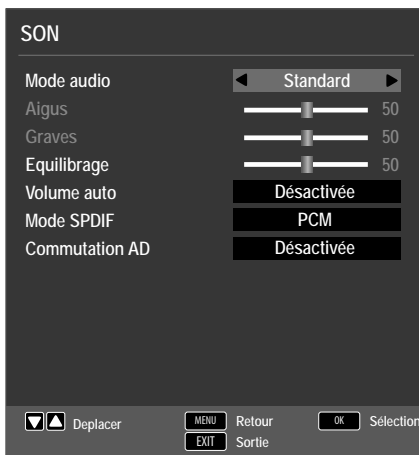 SON
Mode audio Standard
Aigus 50
Graves 50
Equilibrage 50
Volume auto Désactivée
Mode SPDIF PCM
Commutation AD Désactivée
Deplacer MENU Retour OK Sélection
EXIT Sortie